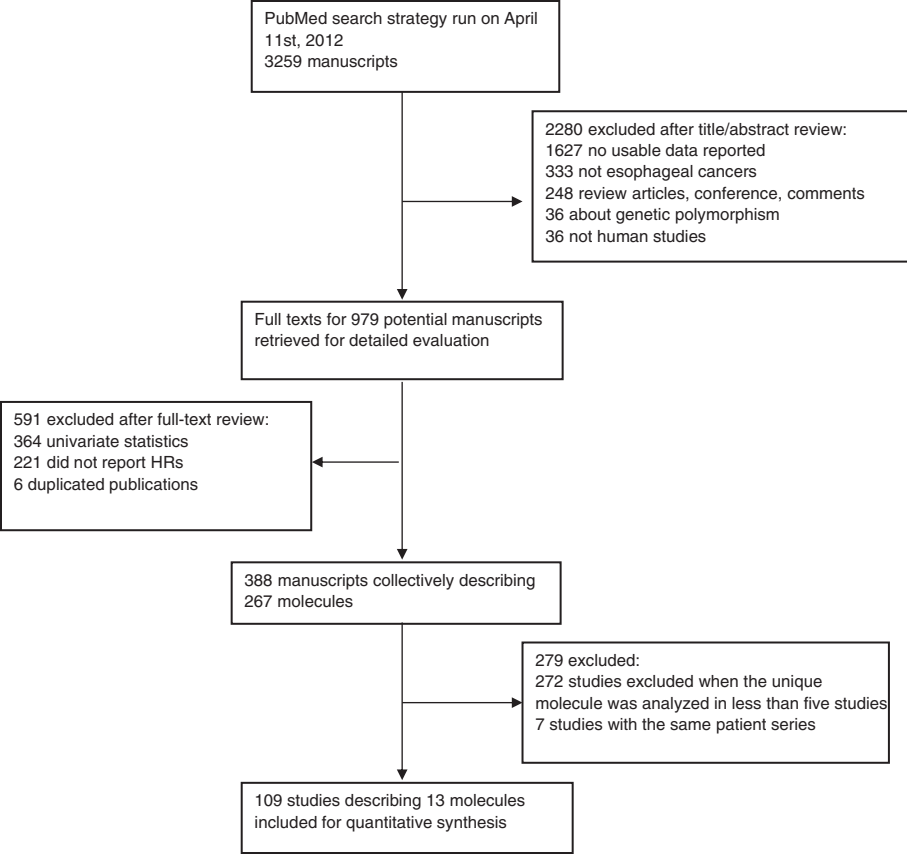 PubMed search strategy run on April
11st, 2012
3259 manuscripts
2280 excluded after title/abstract review:
1627 no usable data reported
333 not esophageal cancers
248 review articles, conference, comments
36 about genetic polymorphism
36 not human studies
Full texts for 979 potential manuscripts
retrieved for detailed evaluation
591 excluded after full-text review:
364 univariate statistics
221 did not report HRs
6 duplicated publications
388 manuscripts collectively describing
267 molecules
279 excluded:
272 studies excluded when the unique
molecule was analyzed in less than five studies
7 studies with the same patient series
109 studies describing 13 molecules
included for quantitative synthesis